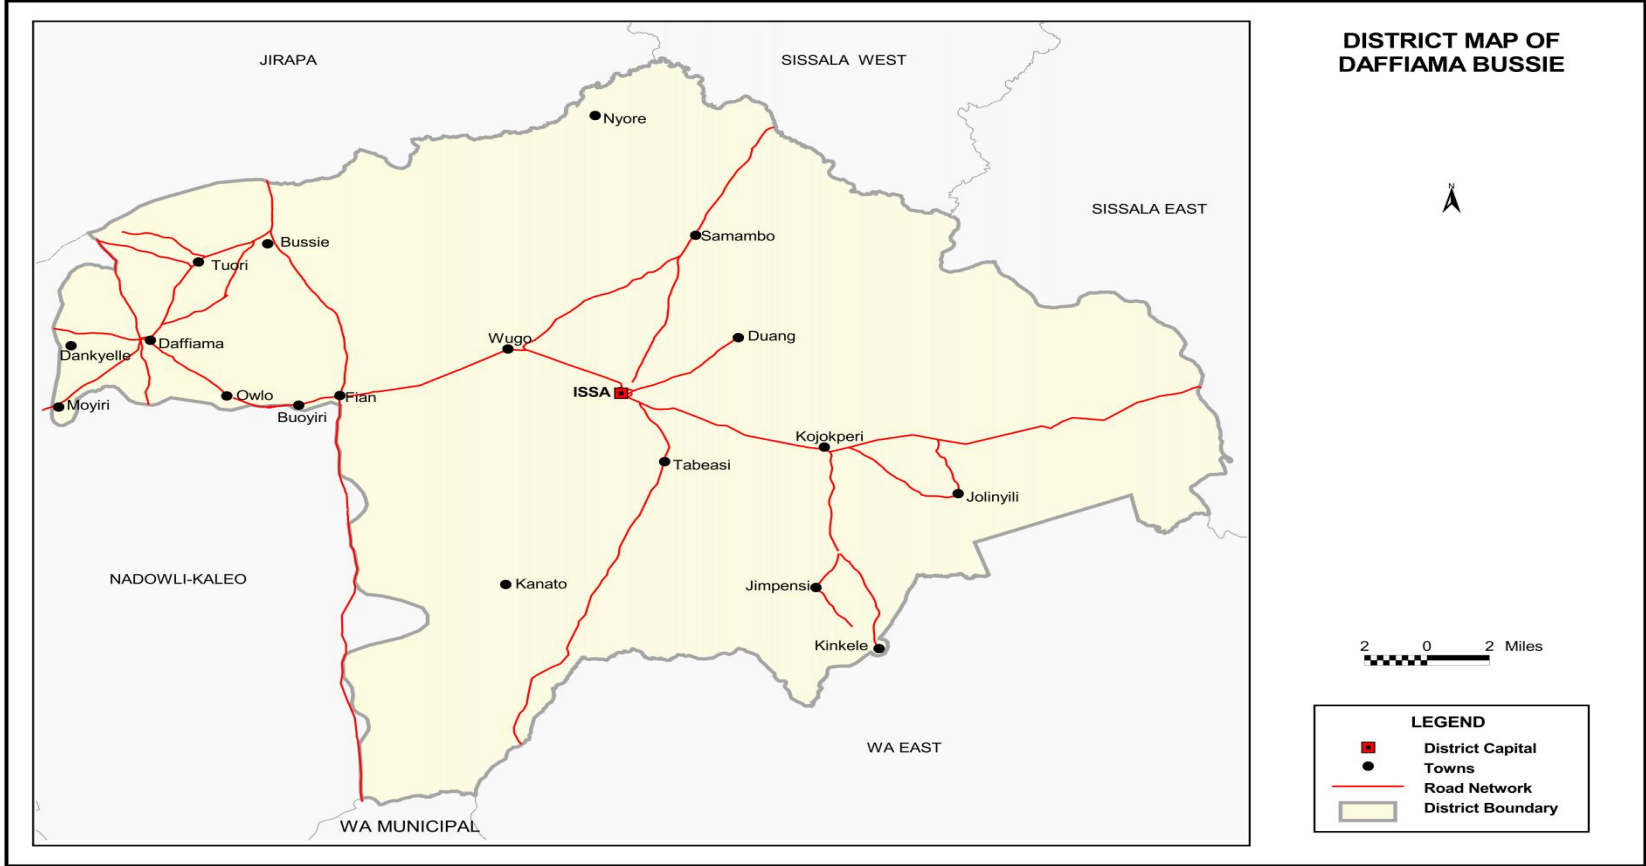 DISTRICT MAP OF
DAFFIAMA BUSSIE
JIRAPA
SISSALA WEST
Nyore
N
SISSALA EAST
Samambo
Bussie
Tuori
Duang
Wugo
Daffiama
Dankyelle
ISSA
Owlo
Fian
Moyiri
Buoyiri
Kojokperi
Tabeasi
Jolinyili
NADOWLI-KALEO
Kanato
Jimpensi
Kinkele
2 0 2 Miles
WA EAST
WA MUNICIPAL
LEGEND
District Capital
Towns
Road Network
District Boundary